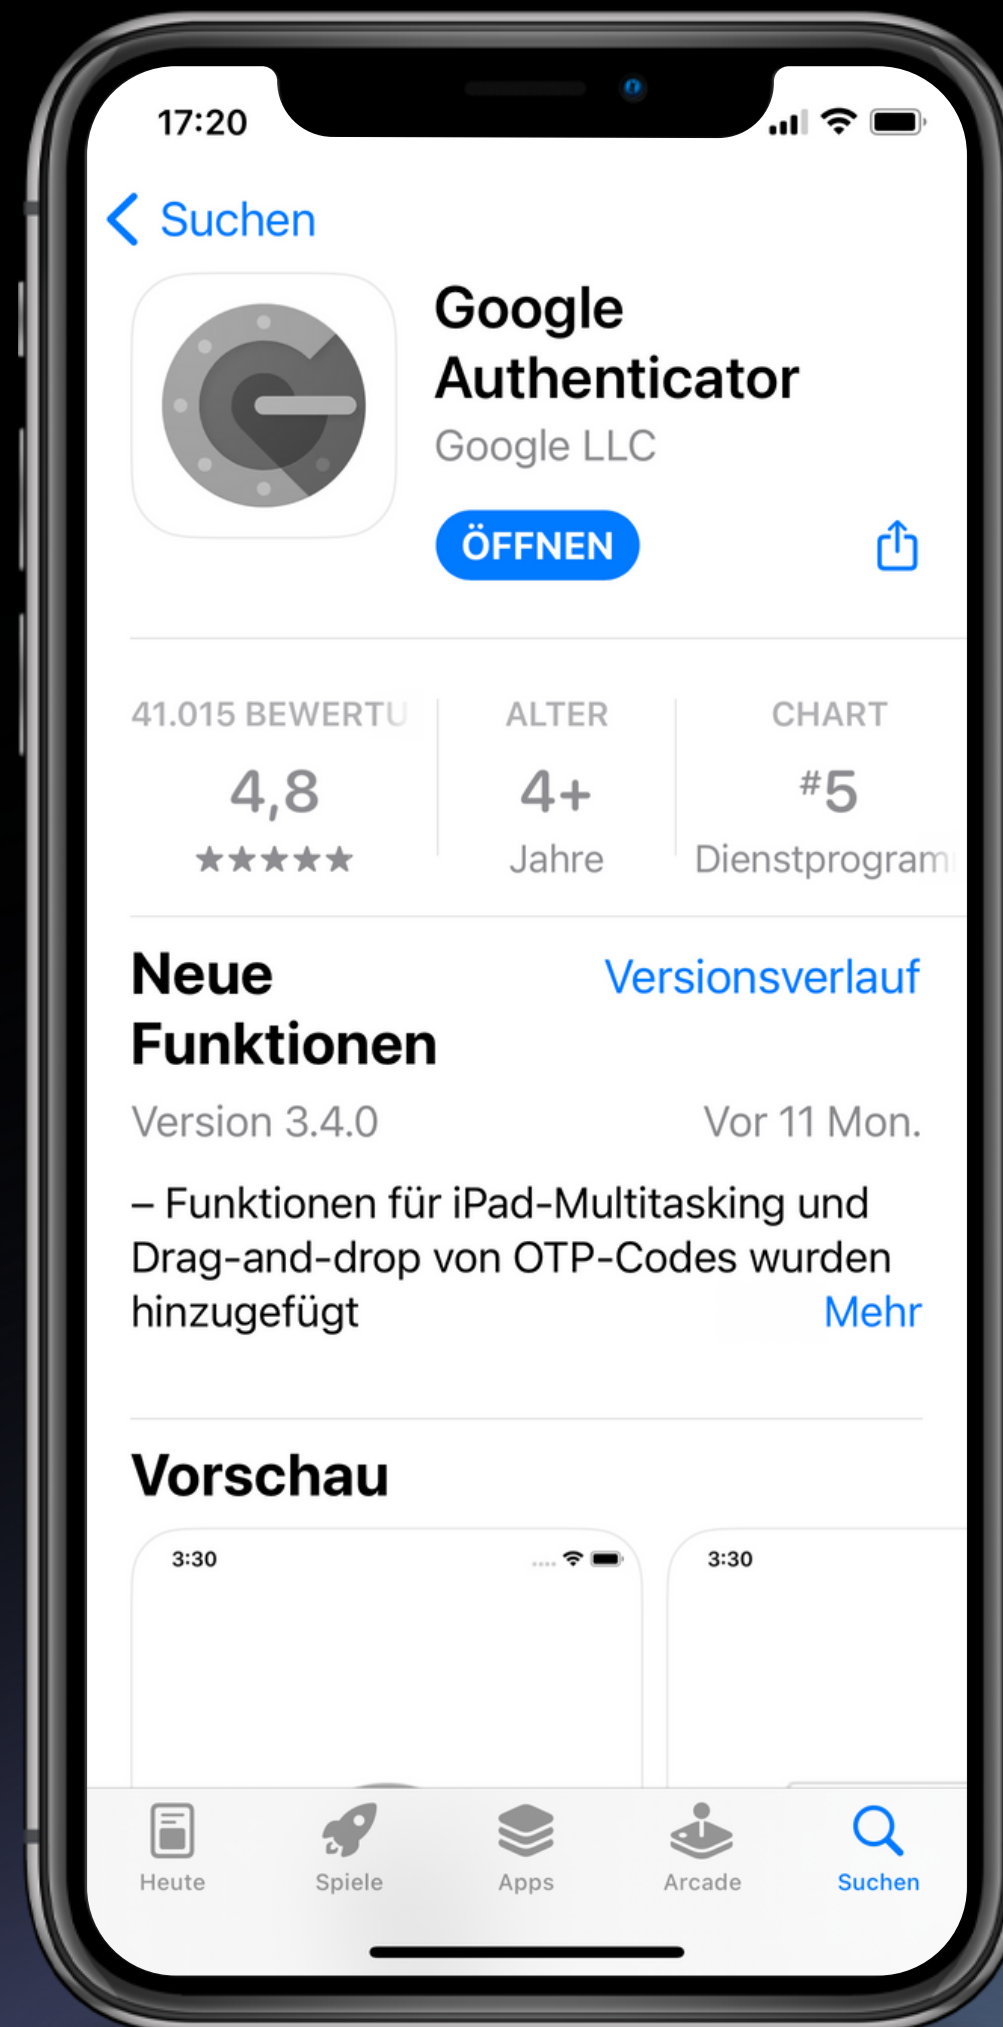 17:20
Suchen
Google
Authenticator
Google LLC
ÖFFNEN
41.015 BEWERTU
ALTER
CHART
4,8
4+
#5
Jahre
Dienstprogram
Neue
Funktionen
Versionsverlauf
Version 3.4.0
Vor 11 Mon.
– Funktionen für iPad-Multitasking und
Drag-and-drop von OTP-Codes wurden
hinzugefügt
Mehr
Vorschau
3:30
3:30
Heute
Spiele
Apps
Arcade
Suchen